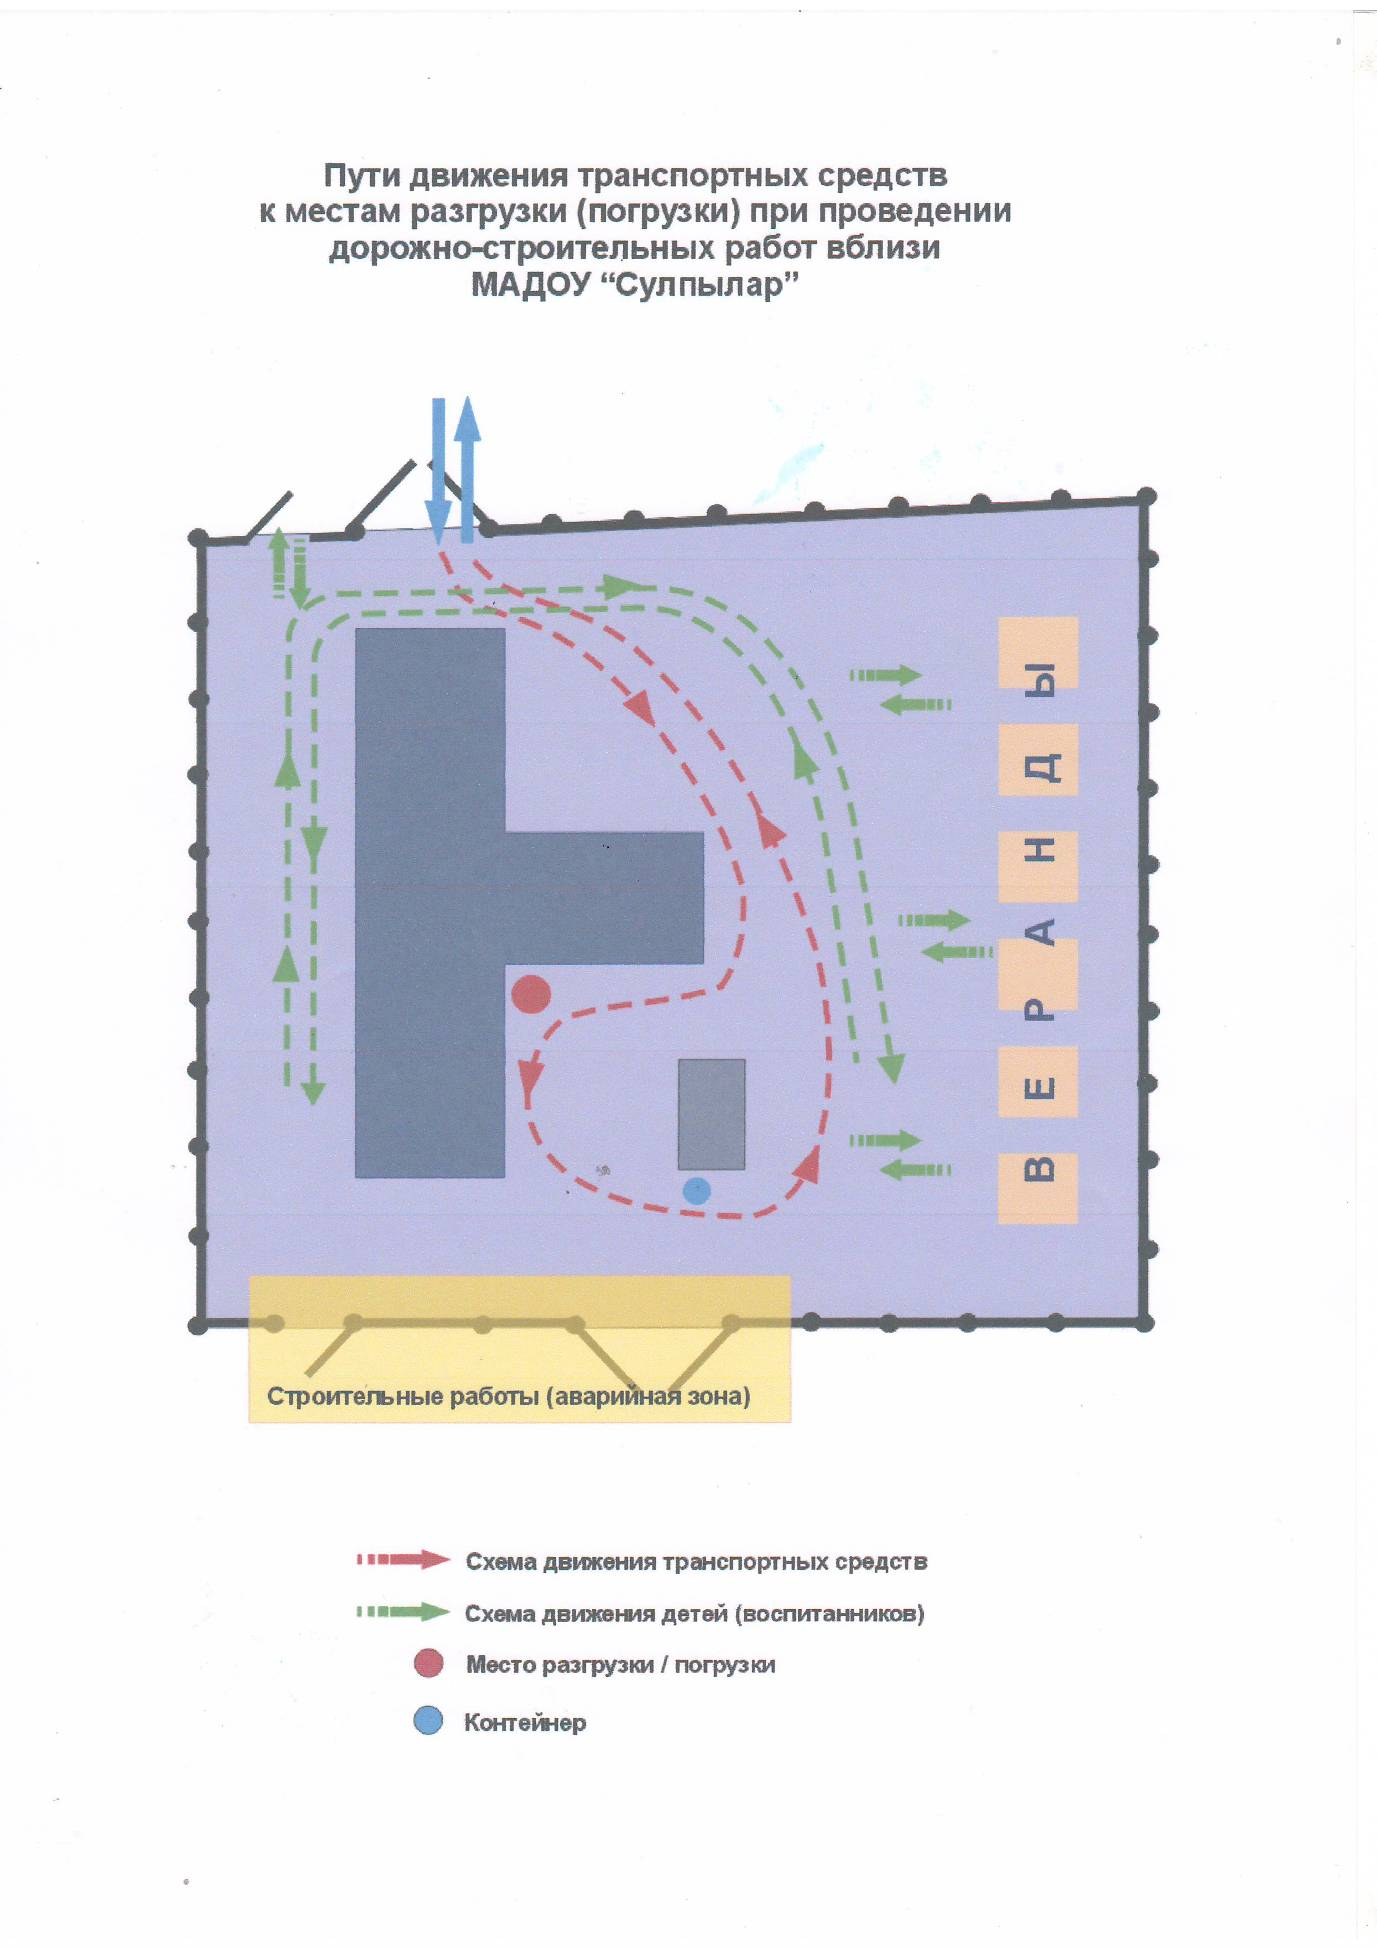 Пути движения транспортных средств
к местам разгрузки (погрузки) при проведении
дорожно-строительных работ вблизи
МАДОУ “Сулпылар”
ВЕРАНДЫ
Строительные работы (аварийная зона)
Схема движения транспортных средств
Схема движения детей (воспитанников)
Место разгрузки / погрузки
Контейнер